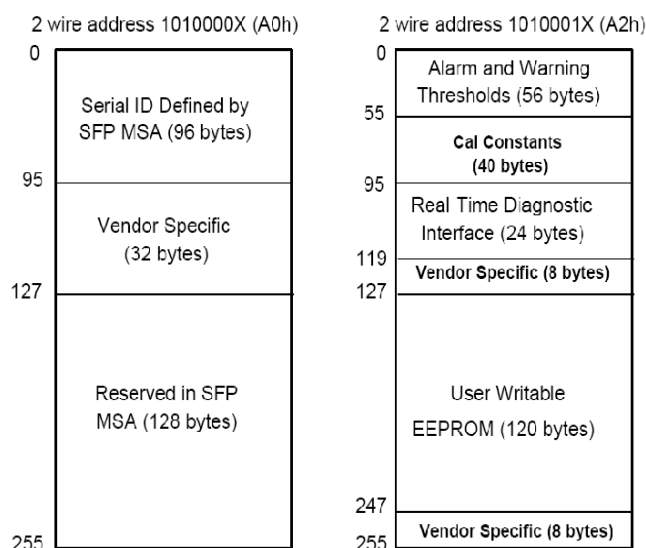 2 wire address 1010000X (A0h)
0
Serial ID Defined by
SFP MSA (96 bytes)
95
Vendor Specific
(32 bytes)
127
Reserved in SFP
MSA (128 bytes)
255
2 wire address 1010001X (A2h)
0
Alarm and Warning
Thresholds (56 bytes)
55
Cal Constants
(40 bytes)
95
Real Time Diagnostic
Interface (24 bytes)
119
Vendor Specific (8 bytes)
127
User Writable
EEPROM (120 bytes)
247
Vendor Specific (8 bytes)
255